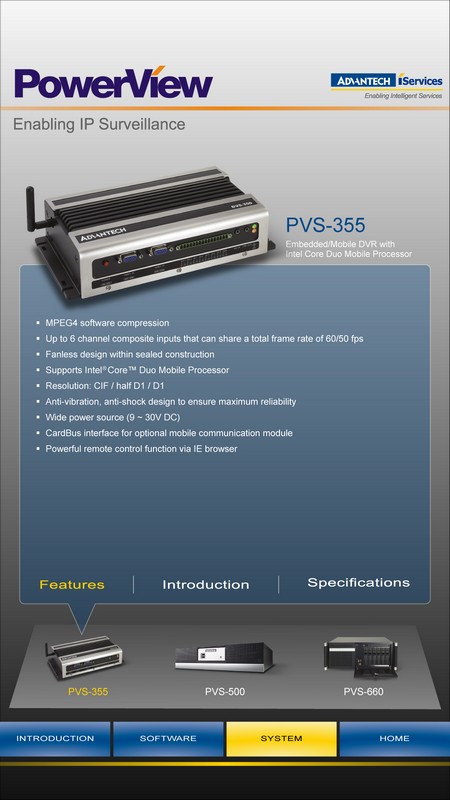 PowerView
ADVANTECH iServices
Enabling Intelligent Services
Enabling IP Surveillance
ADVANTECH
PVS-355
Embedded/Mobile DVR with
Intel Core Duo Mobile Processor
▪ MPEG4 software compression
▪ Up to 6 channel composite inputs that can share a total frame rate of 60/50 fps
▪ Fanless design within sealed construction
▪ Supports Intel®Core™ Duo Mobile Processor
▪ Resolution: CIF / half D1 / D1
▪ Anti-vibration, anti-shock design to ensure maximum reliability
▪ Wide power source (9 ~ 30V DC)
▪ CardBus interface for optional mobile communication module
▪ Powerful remote control function via IE browser
Features Introduction Specifications
PVS-355 PVS-500 PVS-660
INTRODUCTION SOFTWARE SYSTEM HOME